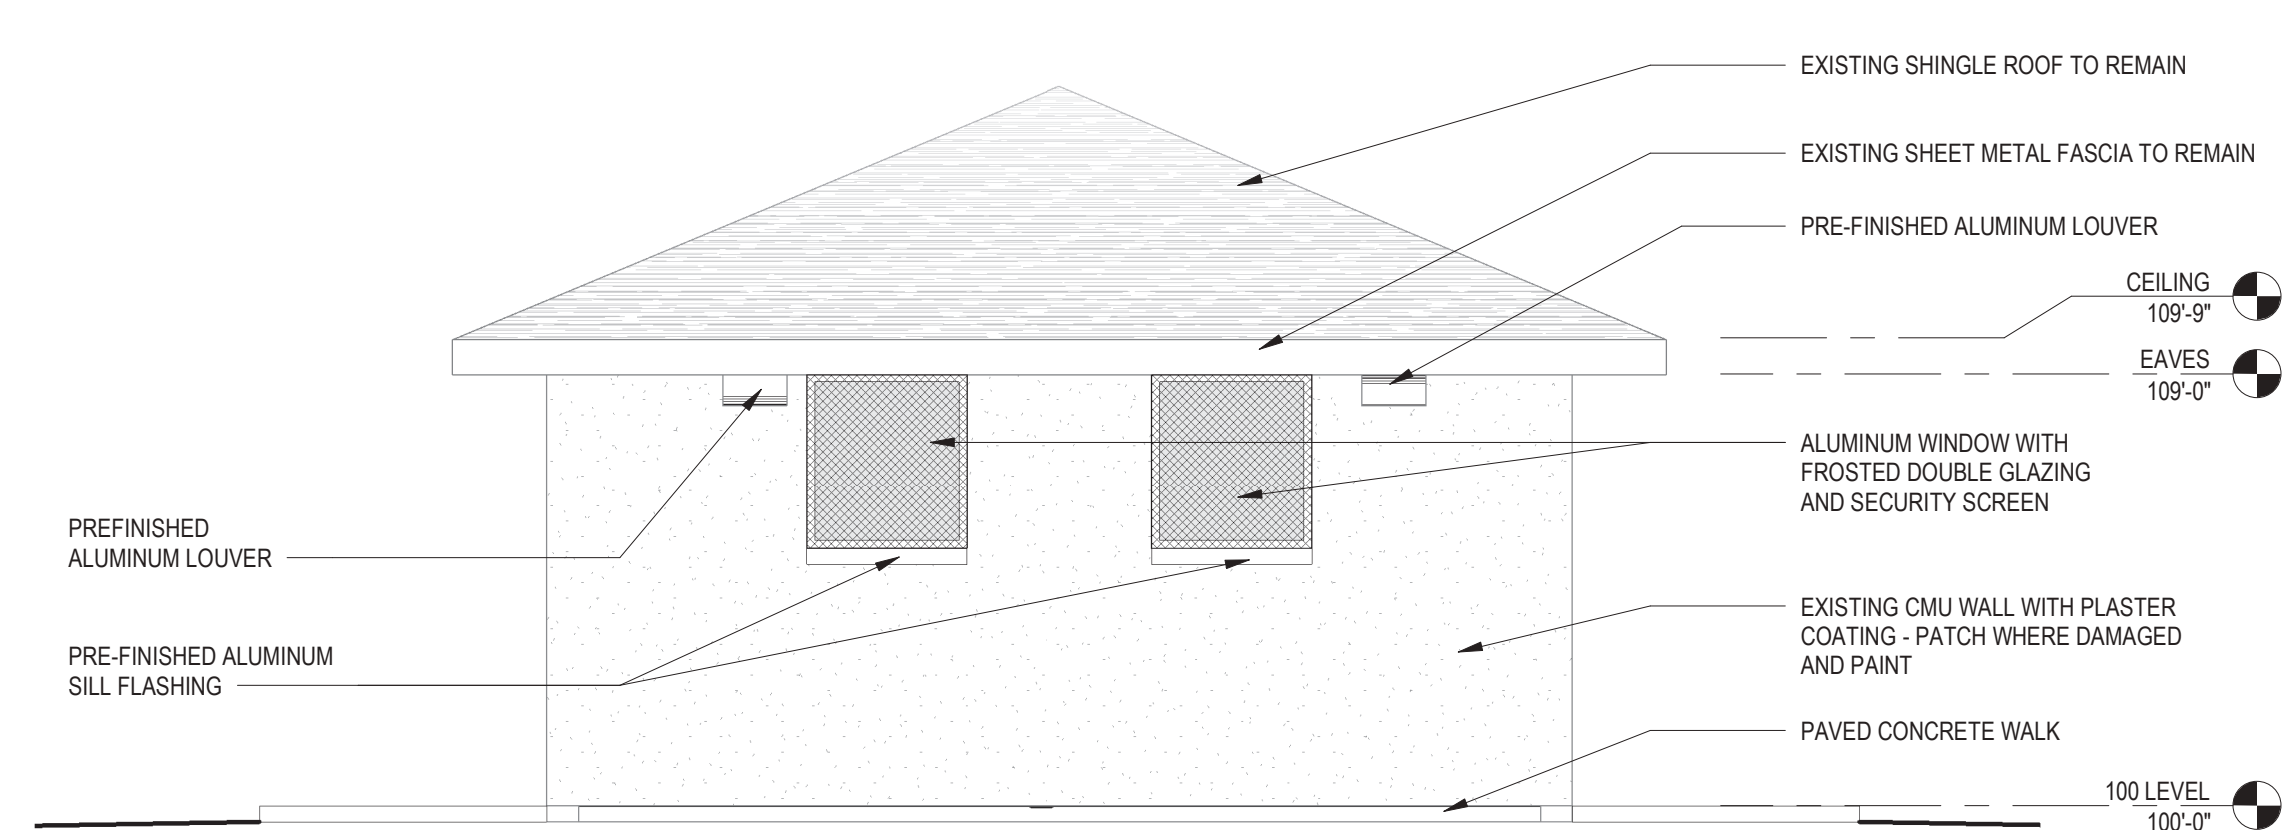 EXISTING SHINGLE ROOF TO REMAIN
EXISTING SHEET METAL FASCIA TO REMAIN
PRE-FINISHED ALUMINUM LOUVER
CEILING
109'-9"
EAVES
109'-0"
ALUMINUM WINDOW WITH
FROSTED DOUBLE GLAZING
AND SECURITY SCREEN
PREFINISHED
ALUMINUM LOUVER
EXISTING CMU WALL WITH PLASTER
COATING - PATCH WHERE DAMAGED
AND PAINT
PRE-FINISHED ALUMINUM
SILL FLASHING
PAVED CONCRETE WALK
100 LEVEL
100'-0"